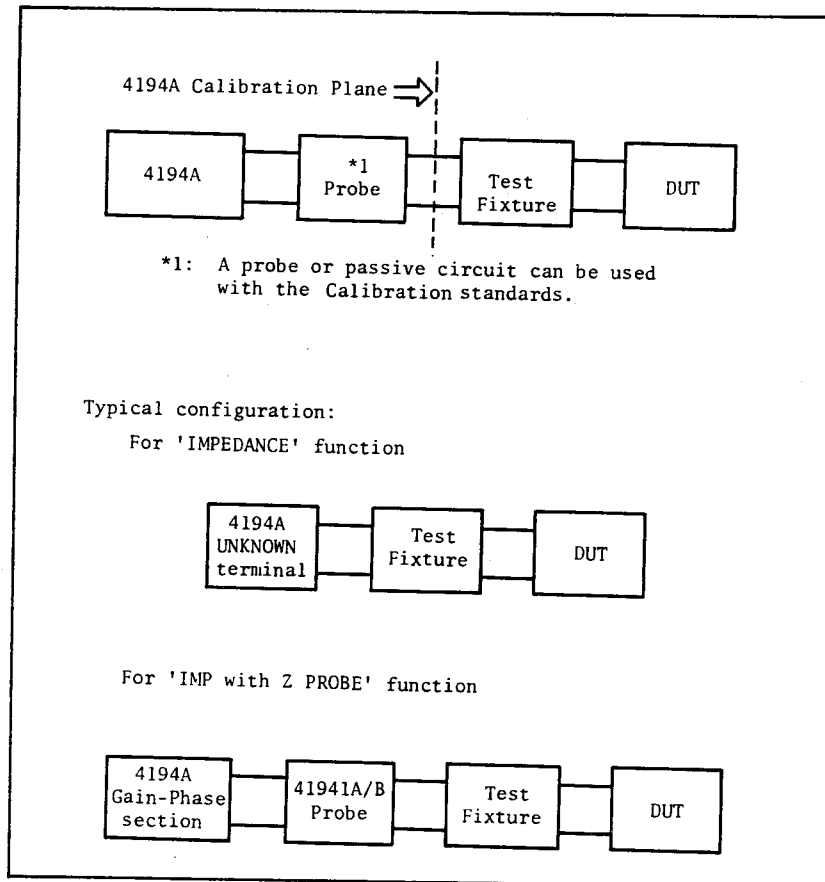 4194A Calibration Plane
4194A
*1
Probe
Test
Fixture
DUT
*1: A probe or passive circuit can be used
with the Calibration standards.
Typical configuration:
For 'IMPEDANCE' function
4194A
UNKNOWN
terminal
Test
Fixture
DUT
For 'IMP with Z PROBE' function
4194A
Gain-Phase
section
41941A/B
Probe
Test
Fixture
DUT